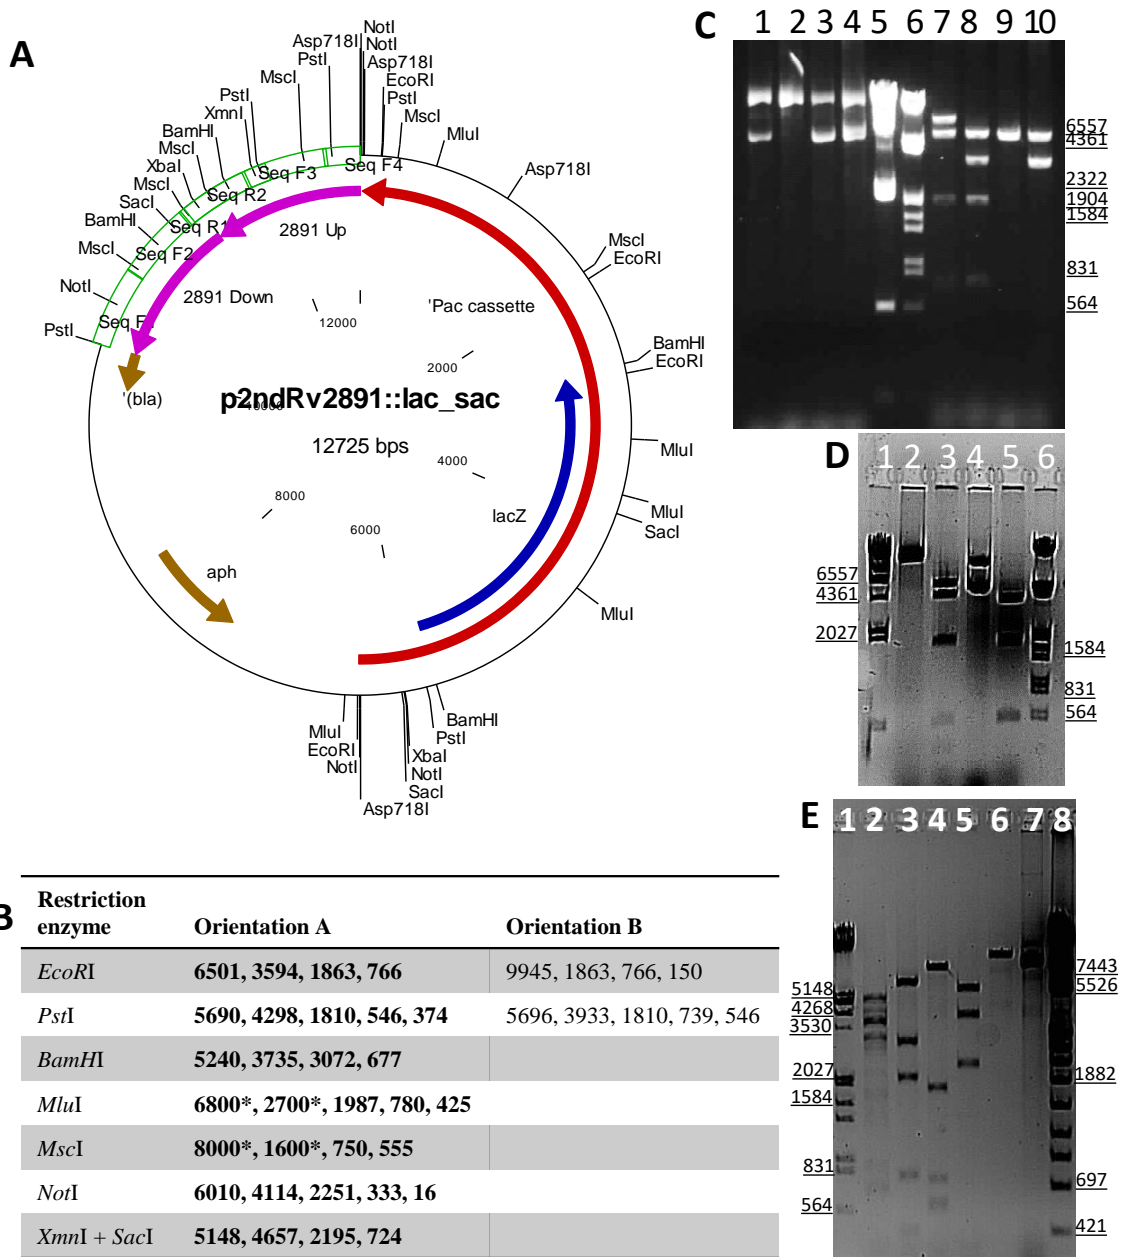 A
NotI
NotI
Asp718I
Asp718I
EcoRI
PstI
PstI
MscI
MscI
MluI
PstI
XmnI
BamHI
MscI
XbaI
MscI
SacI
BamHI
MscI
NotI
PstI
Seq F4
Seq F3
Seq R2
Seq R1
Seq F2
Asp718I
MscI
EcoRI
BamHI
EcoRI
MluI
MluI
SacI
MluI
BamHI
PstI
XbaI
NotI
SacI
Asp718I
MluI
EcoRI
NotI
2891 Up
2891 Down
'Pac cassette
12000
2000
4000
6000
8000
'(bla)
p2ndRv2891::lac_sac
12725 bps
lacZ
aph
B
Restriction enzyme Orientation A Orientation B
EcoRI 6501, 3594, 1863, 766 9945, 1863, 766, 150
PstI 5690, 4298, 1810, 546, 374 5696, 3933, 1810, 739, 546
BamHI 5240, 3735, 3072, 677
MluI 6800*, 2700*, 1987, 780, 425
MscI 8000*, 1600*, 750, 555
NotI 6010, 4114, 2251, 333, 16
XmnI + SacI 5148, 4657, 2195, 724
C
1 2 3 4 5 6 7 8 9 10
6557
4361
2322
1904
1584
831
564
D
1 2 3 4 5 6
6557
4361
2027
1584
831
564
E
1 2 3 4 5 6 7 8
5148
4268
3530
2027
1584
831
564
7443
5526
1882
697
421